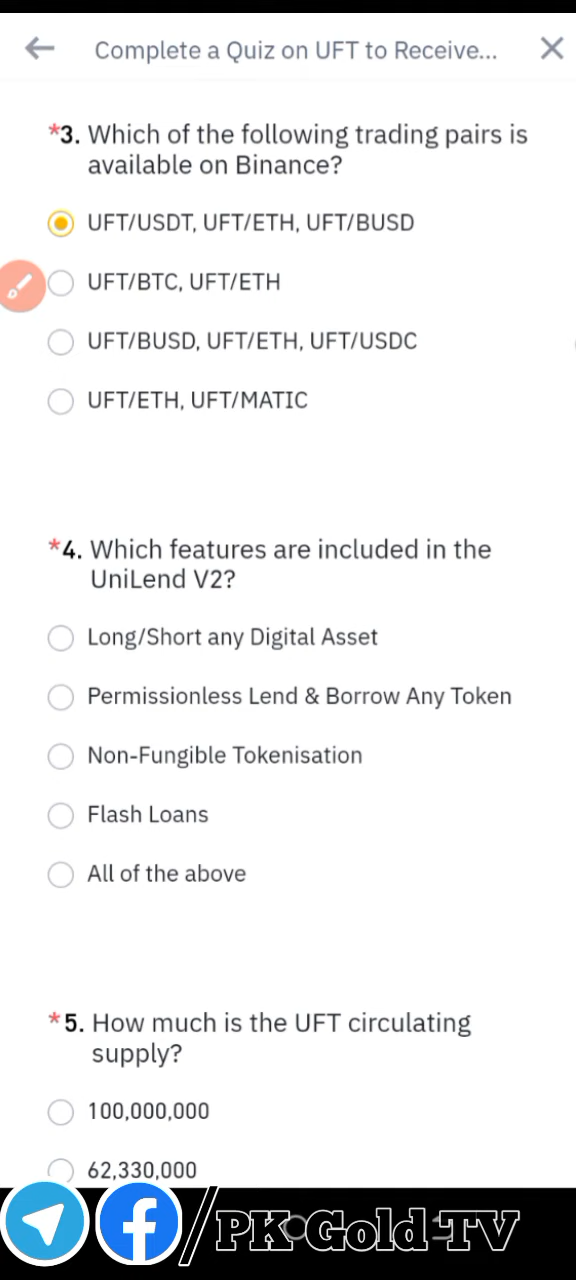 Complete a Quiz on UFT to Receive...
*3. Which of the following trading pairs is
available on Binance?
UFT/USDT, UFT/ETH, UFT/BUSD
UFT/BTC, UFT/ETH
UFT/BUSD, UFT/ETH, UFT/USDC
UFT/ETH, UFT/MATIC
*4. Which features are included in the
UniLend V2?
Long/Short any Digital Asset
Permissionless Lend & Borrow Any Token
Non-Fungible Tokenisation
Flash Loans
All of the above
*5. How much is the UFT circulating
supply?
100,000,000
62,330,000
/PK Gold TV